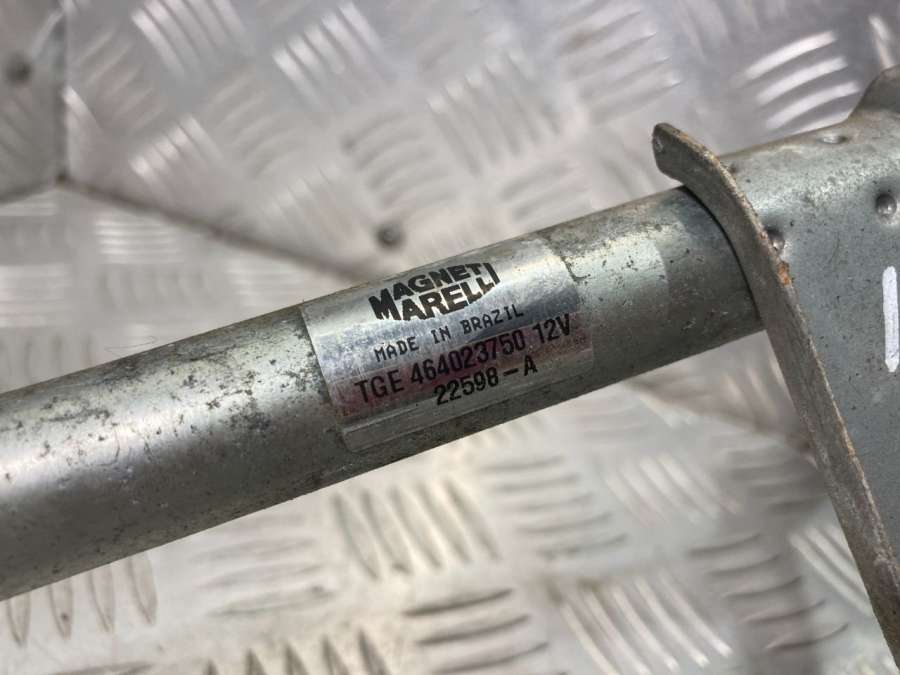 MAGNETI
MARELLI
MADE IN BRAZIL
TGE 464023750 12V
22598-A